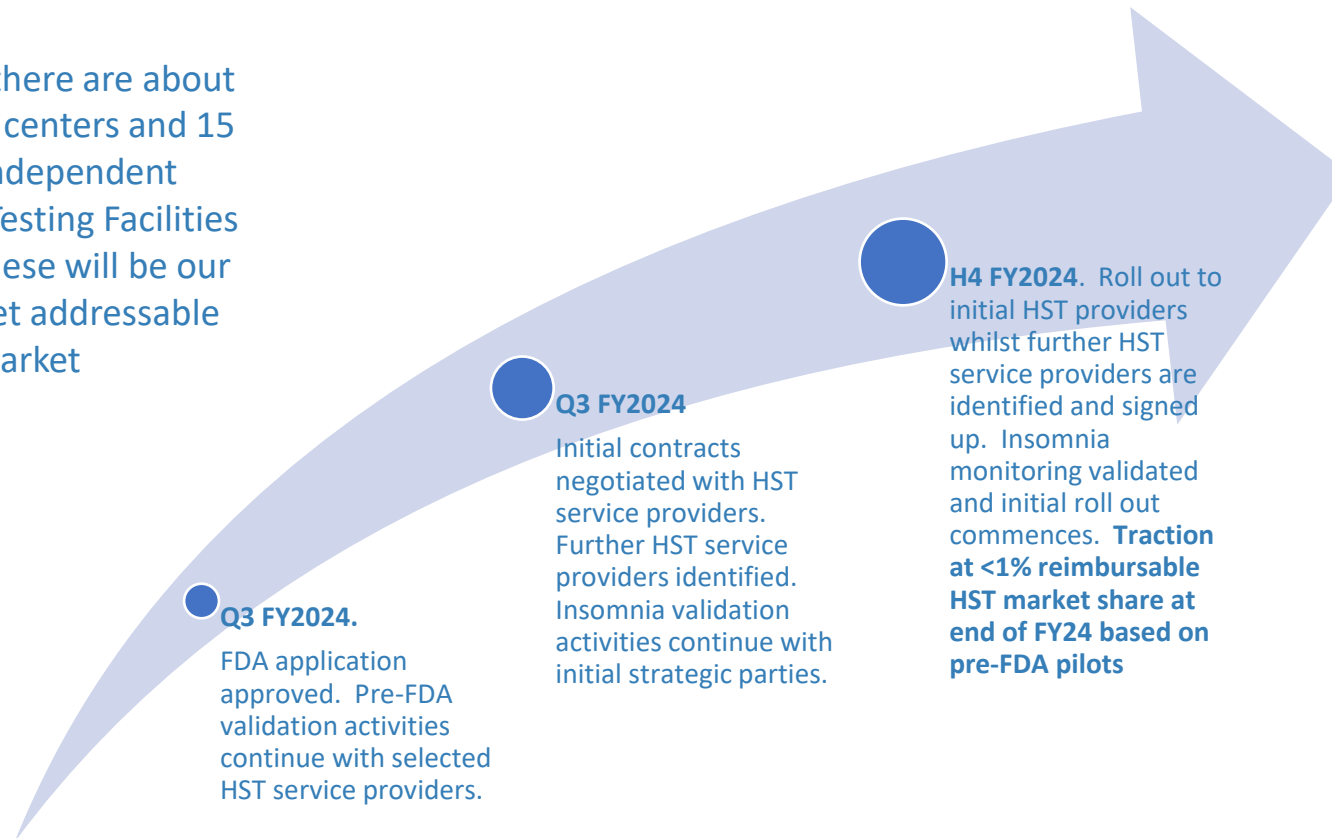 here are about
centers and 15
dependent
Testing Facilities
ese will be our
et addressable
arket
Q3 FY2024.
FDA application
approved. Pre-FDA
validation activities
continue with selected
HST service providers.
Q3 FY2024
Initial contracts
negotiated with HST
service providers.
Further HST service
providers identified.
Insomnia validation
activities continue with
initial strategic parties.
H4 FY2024. Roll out to
initial HST providers
whilst further HST
service providers are
identified and signed
up. Insomnia
monitoring validated
and initial roll out
commences. Traction
at <1% reimbursable
HST market share at
end of FY24 based on
pre-FDA pilots